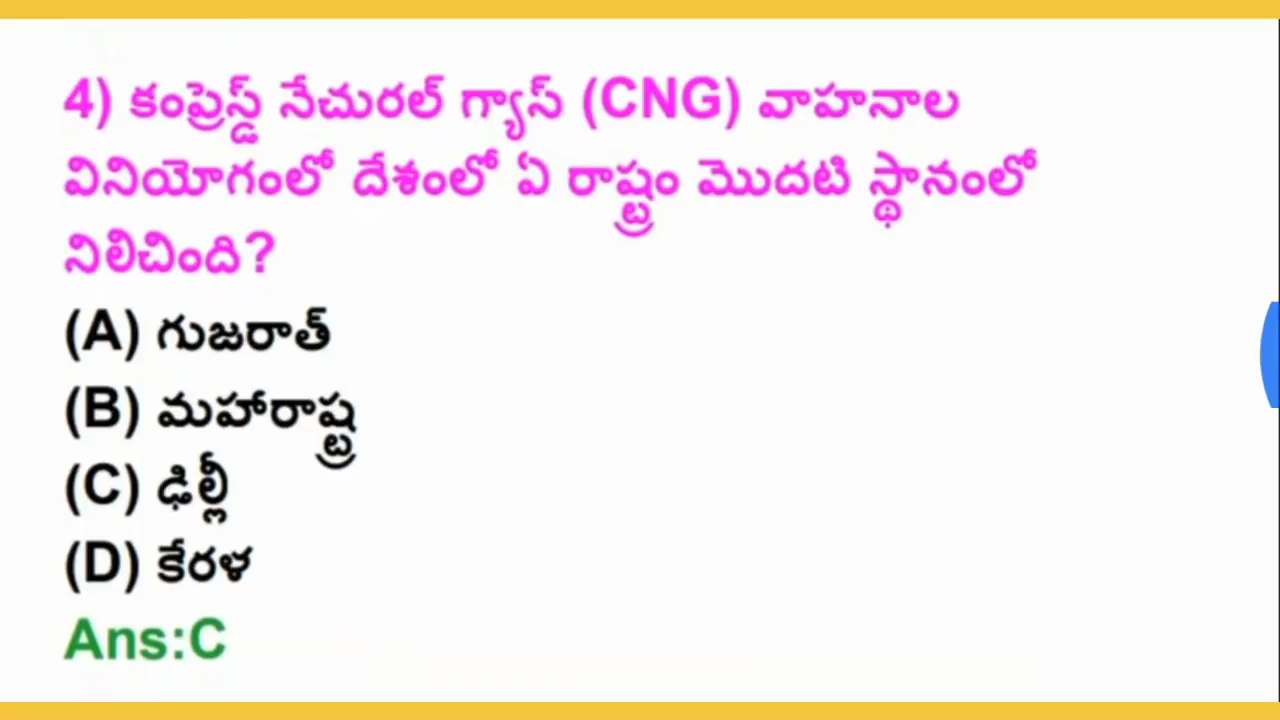 4) కంప్రెస్డ్ నేచురల్ గ్యాస్ (CNG) వాహనాల
వినియోగంలో దేశంలో ఏ రాష్ట్రం మొదటి స్థానంలో
నిలిచింది?
(A) గుజరాత్
(B) మహారాష్ట్ర
(C) ఢిల్లీ
(D) కేరళ
Ans:C